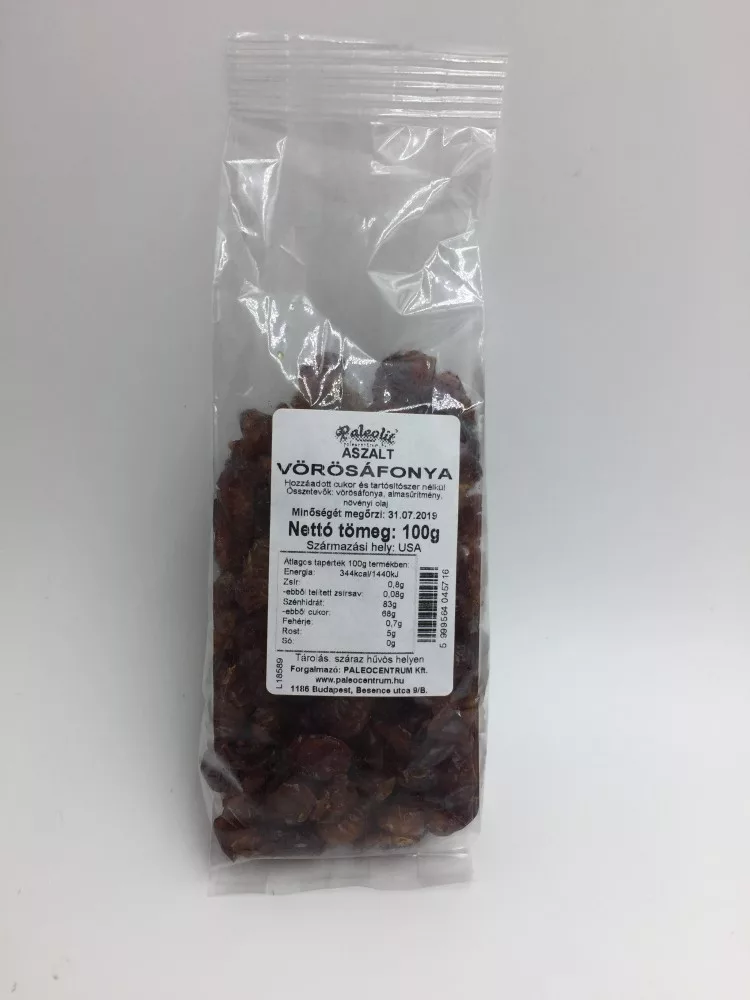 Paleolit
paleocentrum
ASZALT
VÖRÖSÁFONYA
Hozzáadott cukor és tartósítószer nélkül
Összetevők: vörösáfonya, almasűrítmény,
növényi olaj
Minőségét megőrzi: 31.07.2019
Nettó tömeg: 100g
Származási hely: USA
Átlagos tápérték 100g termékben:
Energia: 344kcal/1440kJ
Zsír: 0,8g
-ebből telített zsírsav: 0,08g
Szénhidrát: 83g
-ebből cukor: 68g
Fehérje: 0,7g
Rost: 5g
Só: 0g
5 999564 045716
L18589
Tárolás: száraz hűvös helyen
Forgalmazó: PALEOCENTRUM Kft.
www.paleocentrum.hu
1186 Budapest, Besence utca 9/B.